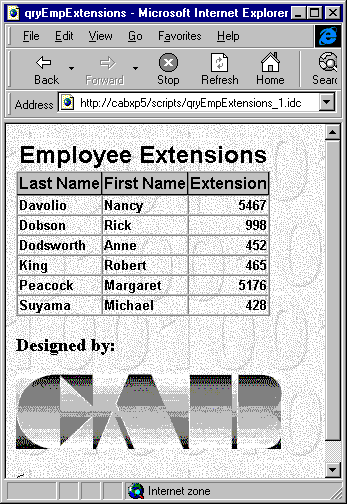 qryEmpExtensions - Microsoft Internet Explorer
File Edit View Go Favorites Help
Back Forward Stop Refresh Home
Address http://cabxp5/scripts/qryEmpExtensions_1.idc
Employee Extensions
Last Name First Name Extension
Davolio Nancy 5467
Dobson Rick 998
Dodsworth Anne 452
King Robert 465
Peacock Margaret 5176
Suyama Michael 428
Designed by:
CAB
Internet zone